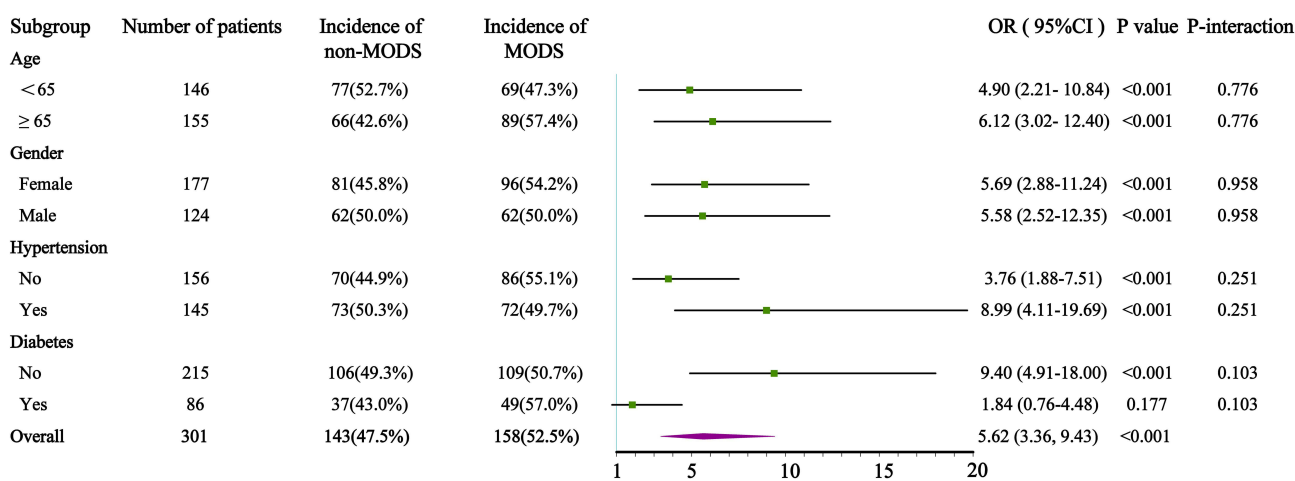 Subgroup Number of patients Incidence of non-MODS Incidence of MODS OR ( 95%CI ) P value P-interaction
Age
<65 146 77(52.7%) 69(47.3%) 4.90 (2.21- 10.84) <0.001 0.776
≥ 65 155 66(42.6%) 89(57.4%) 6.12 (3.02- 12.40) <0.001 0.776
Gender
Female 177 81(45.8%) 96(54.2%) 5.69 (2.88-11.24) <0.001 0.958
Male 124 62(50.0%) 62(50.0%) 5.58 (2.52-12.35) <0.001 0.958
Hypertension
No 156 70(44.9%) 86(55.1%) 3.76 (1.88-7.51) <0.001 0.251
Yes 145 73(50.3%) 72(49.7%) 8.99 (4.11-19.69) <0.001 0.251
Diabetes
No 215 106(49.3%) 109(50.7%) 9.40 (4.91-18.00) <0.001 0.103
Yes 86 37(43.0%) 49(57.0%) 1.84 (0.76-4.48) 0.177 0.103
Overall 301 143(47.5%) 158(52.5%) 5.62 (3.36, 9.43) <0.001
1 5 10 15 20